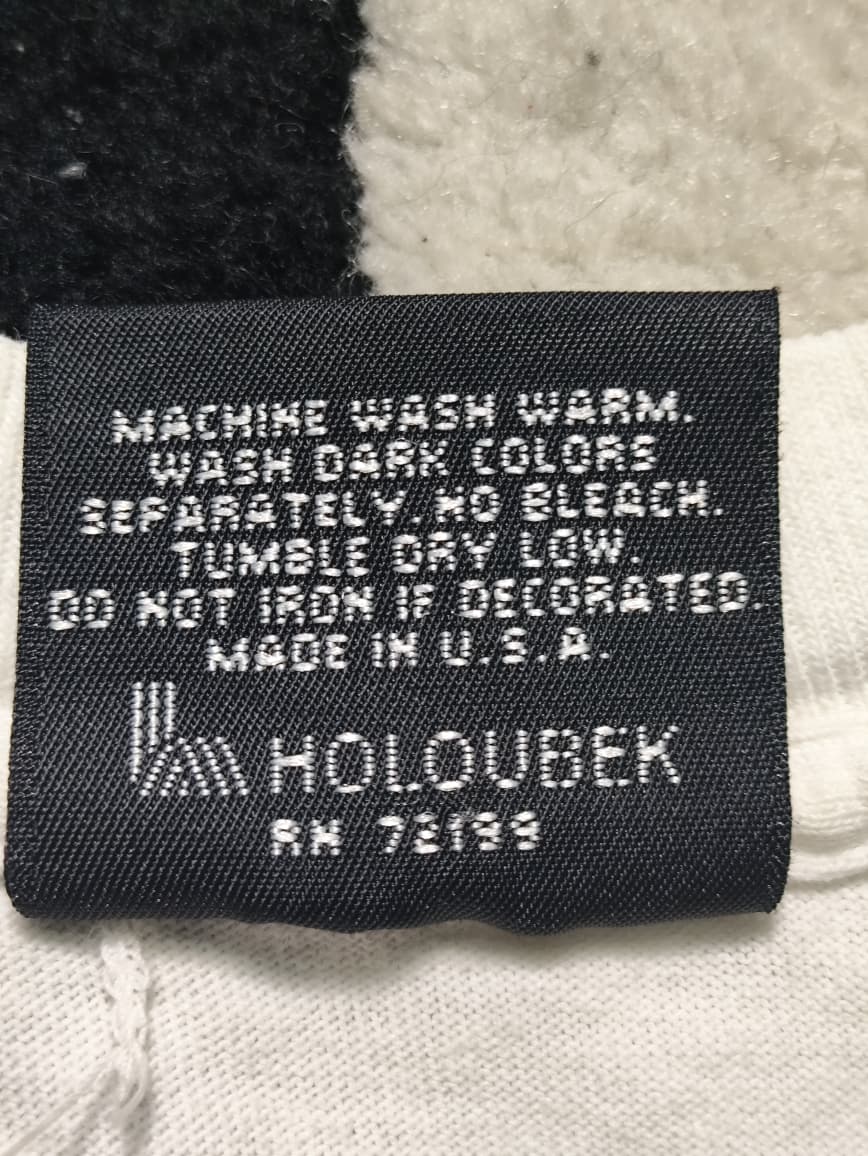 MACHINE WASH WARM.
WASH DARK COLORS
SEPARATELY. NO BLEACH.
TUMBLE DRY LOW.
DO NOT IRON IF DECORATED.
MADE IN U.S.A.
HOLOUBEK
RN 72199